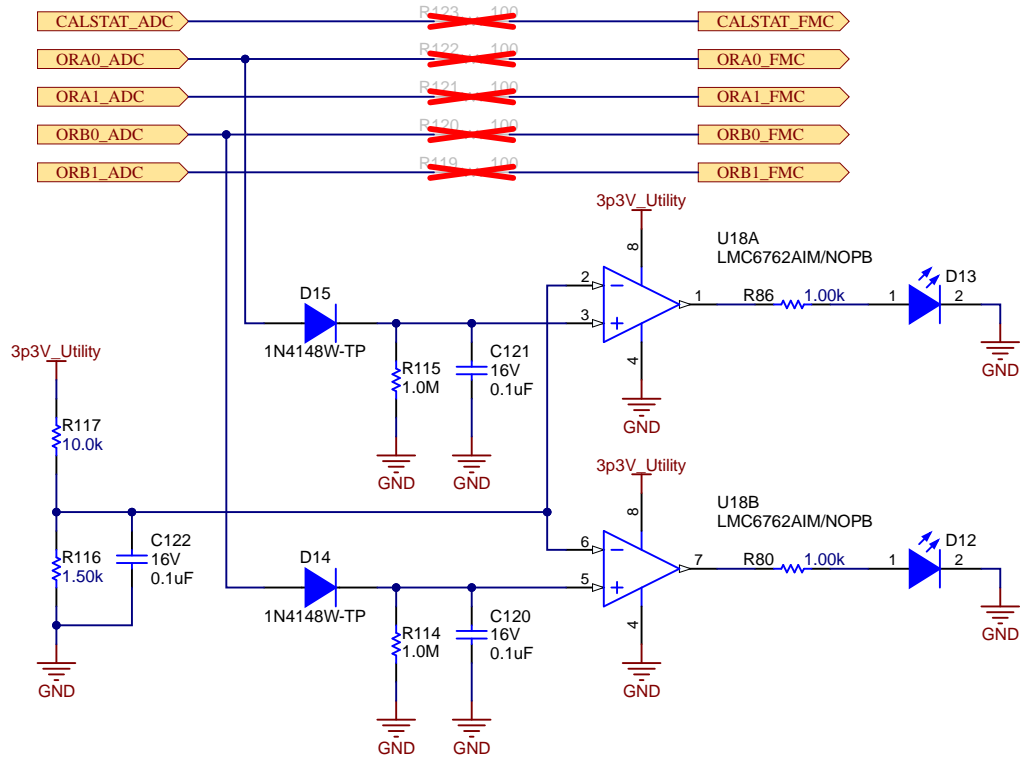 CALSTAT_ADC R123 100 CALSTAT_FMC
ORA0_ADC R122 100 ORA0_FMC
ORA1_ADC R121 100 ORA1_FMC
ORB0_ADC R120 100 ORB0_FMC
ORB1_ADC R119 100 ORB1_FMC
3p3V_Utility
8
U18A
LMC6762AIM/NOPB
2
1
R86 1.00k
1
D13
2
D15
3
1N4148W-TP
3p3V_Utility
R115
1.0M
C121
16V
0.1uF
4
GND
GND
R117
10.0k
GND
GND
3p3V_Utility
8
U18B
LMC6762AIM/NOPB
R116
1.50k
C122
16V
0.1uF
6
7
R80 1.00k
1
D12
2
D14
5
1N4148W-TP
R114
1.0M
C120
16V
0.1uF
4
GND
GND
GND
GND
GND